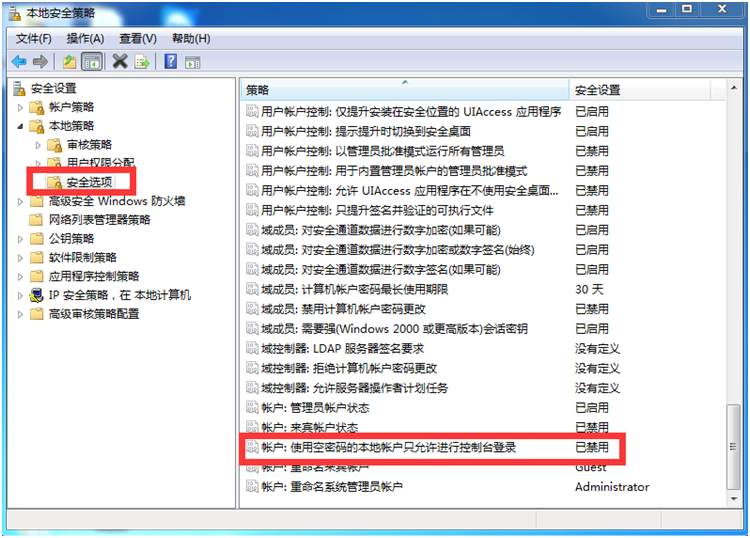 本地安全策略
文件(F) 操作(A) 查看(V) 帮助(H)
安全设置
帐户策略
本地策略
审核策略
用户权限分配
安全选项
高级安全 Windows 防火墙
网络列表管理器策略
公钥策略
软件限制策略
应用程序控制策略
IP 安全策略，在 本地计算机
高级审核策略配置
策略 安全设置
用户帐户控制: 仅提升安装在安全位置的 UIAccess 应用程序 已启用
用户帐户控制: 提示提升时切换到安全桌面 已启用
用户帐户控制: 以管理员批准模式运行所有管理员 已启用
用户帐户控制: 用于内置管理员帐户的管理员批准模式 已禁用
用户帐户控制: 允许 UIAccess 应用程序在不使用安全桌面... 已禁用
用户帐户控制: 只提升签名并验证的可执行文件 已禁用
域成员: 对安全通道数据进行数字加密(如果可能) 已启用
域成员: 对安全通道数据进行数字加密或数字签名(始终) 已启用
域成员: 对安全通道数据进行数字签名(如果可能) 已启用
域成员: 计算机帐户密码最长使用期限 30 天
域成员: 禁用计算机帐户密码更改 已禁用
域成员: 需要强(Windows 2000 或更高版本)会话密钥 已启用
域控制器: LDAP 服务器签名要求 没有定义
域控制器: 拒绝计算机帐户密码更改 没有定义
域控制器: 允许服务器操作者计划任务 没有定义
帐户: 管理员帐户状态 已启用
帐户: 来宾帐户状态 已禁用
帐户: 使用空密码的本地帐户只允许进行控制台登录 已禁用
帐户: 重命名来宾帐户 Guest
帐户: 重命名系统管理员帐户 Administrator